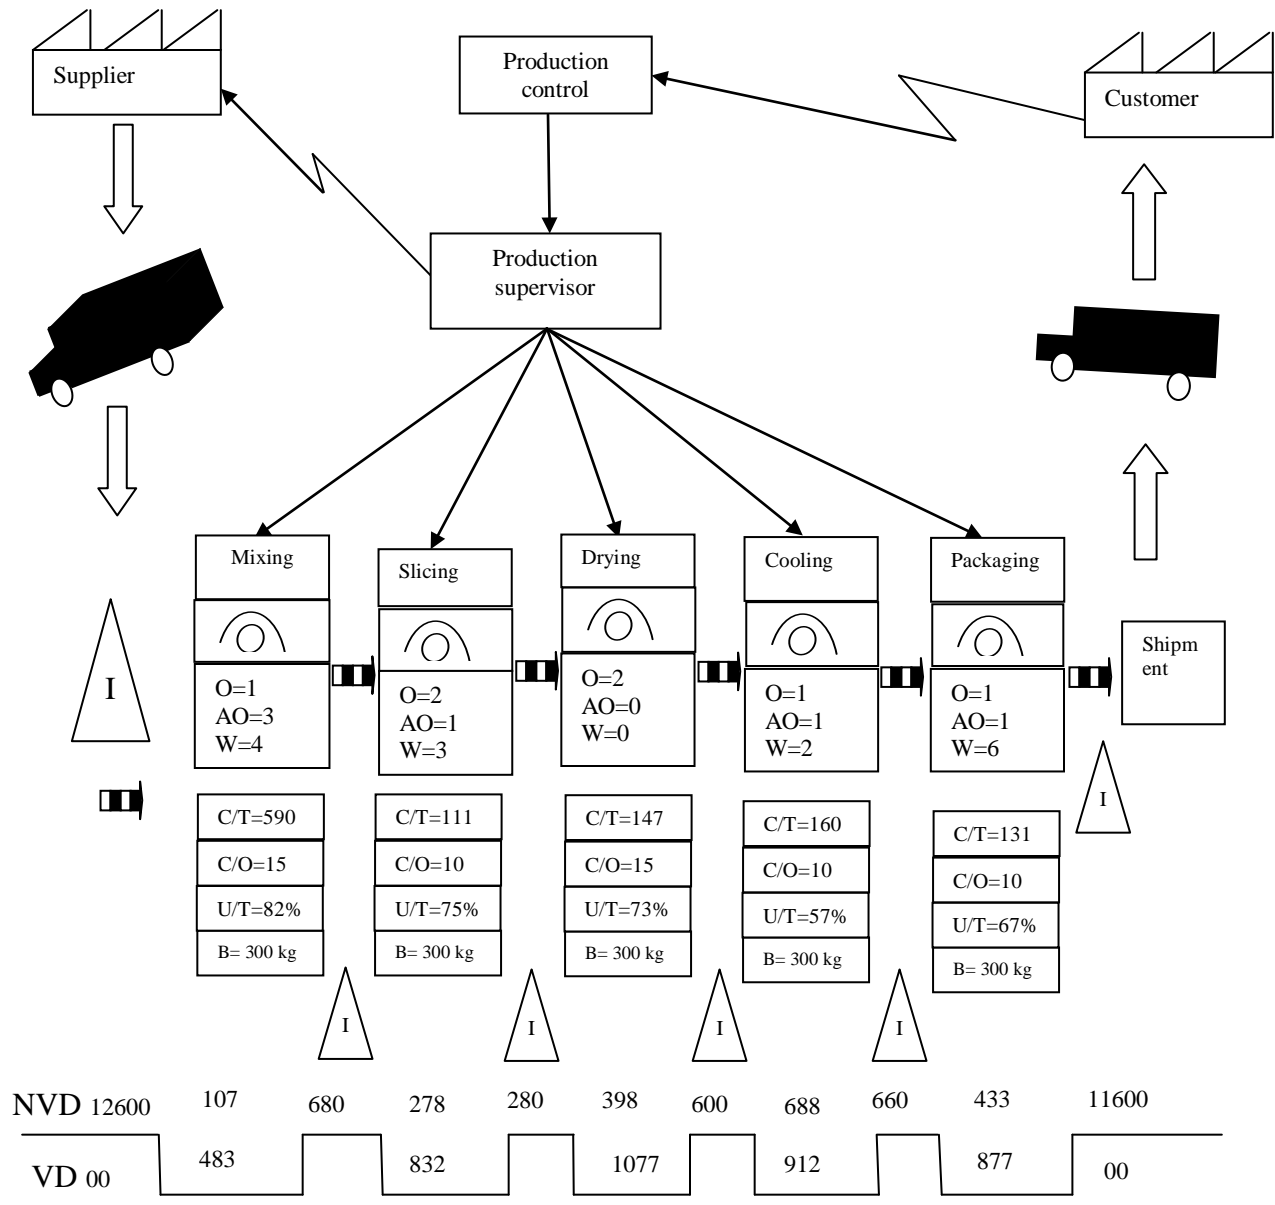 Supplier
Production
control
Customer
Production
supervisor
Mixing
Slicing
Drying
Cooling
Packaging
I
O=1
AO=3
W=4
O=2
AO=1
W=3
O=2
AO=0
W=0
O=1
AO=1
W=2
O=1
AO=1
W=6
Shipm
ent
I
C/T=590
C/O=15
U/T=82%
B= 300 kg
C/T=111
C/O=10
U/T=75%
B= 300 kg
C/T=147
C/O=15
U/T=73%
B= 300 kg
C/T=160
C/O=10
U/T=57%
B= 300 kg
C/T=131
C/O=10
U/T=67%
B= 300 kg
I
I
I
I
NVD 12600 107 680 278 280 398 600 688 660 433 11600
VD 00 483 832 1077 912 877 00